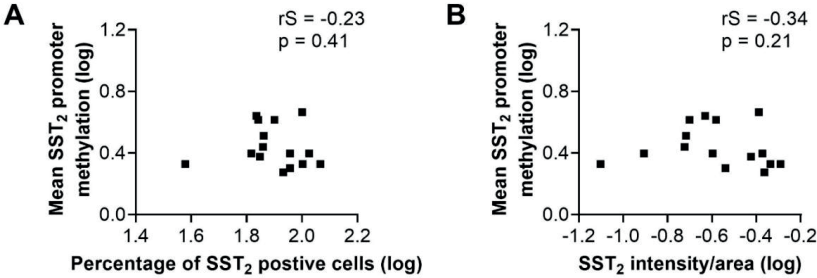 A
rS = -0.23
p = 0.41
Mean SST2 promoter
methylation (log)
1.2
0.8
0.4
0.0
1.4 1.6 1.8 2.0 2.2
Percentage of SST2 postive cells (log)
B
rS = -0.34
p = 0.21
Mean SST2 promoter
methylation (log)
1.2
0.8
0.4
0.0
-1.2 -1.0 -0.8 -0.6 -0.4 -0.2
SST2 intensity/area (log)